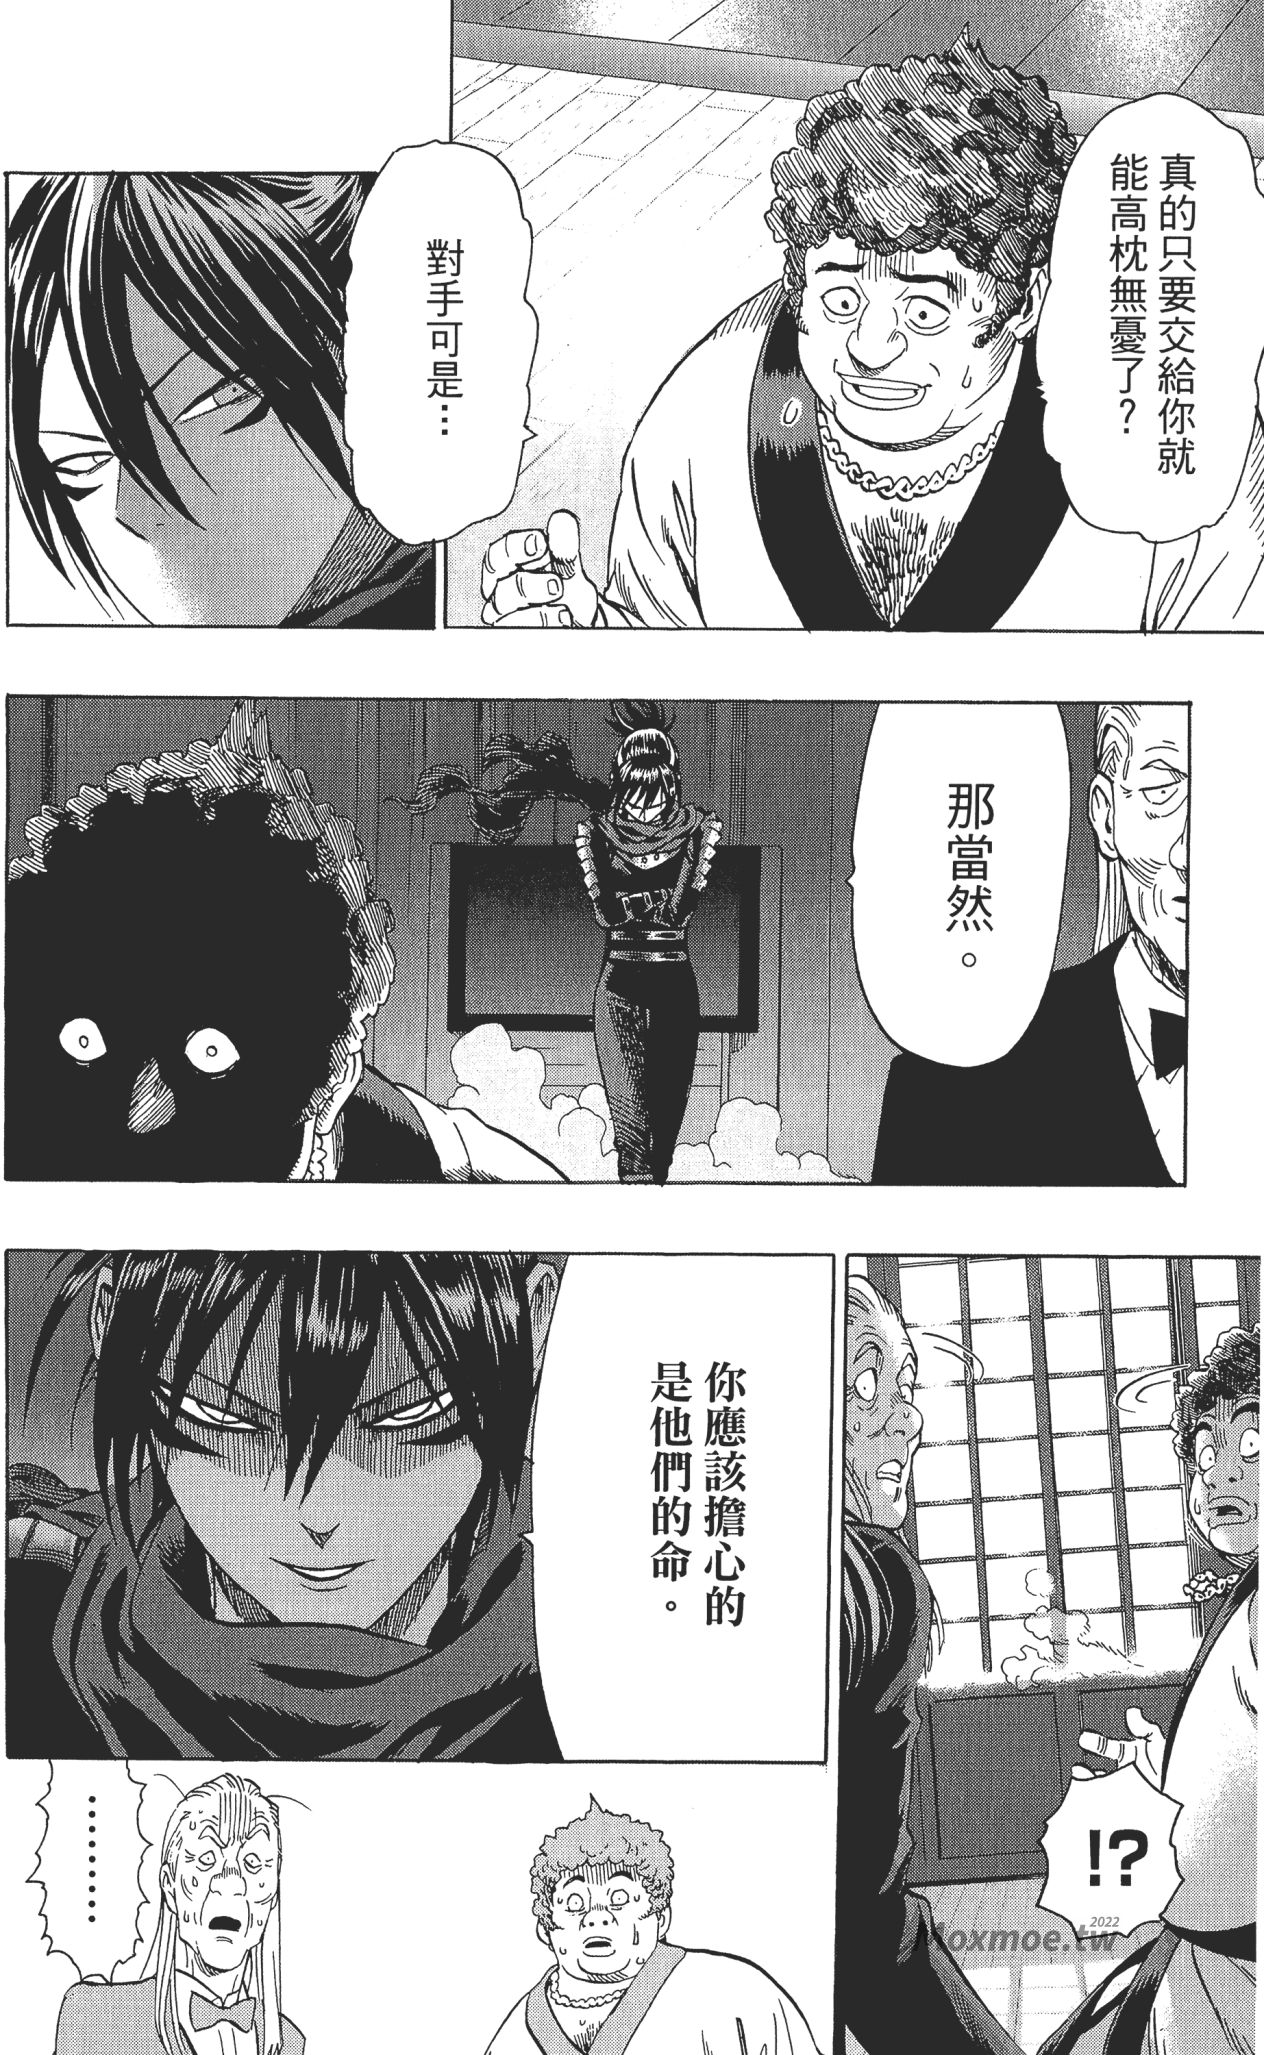 真的只要交給你就
能高枕無憂了？
對手可是…
那當然。
!?
你應該擔心的
是他們的命。
………
2022
Moxmoe.tw